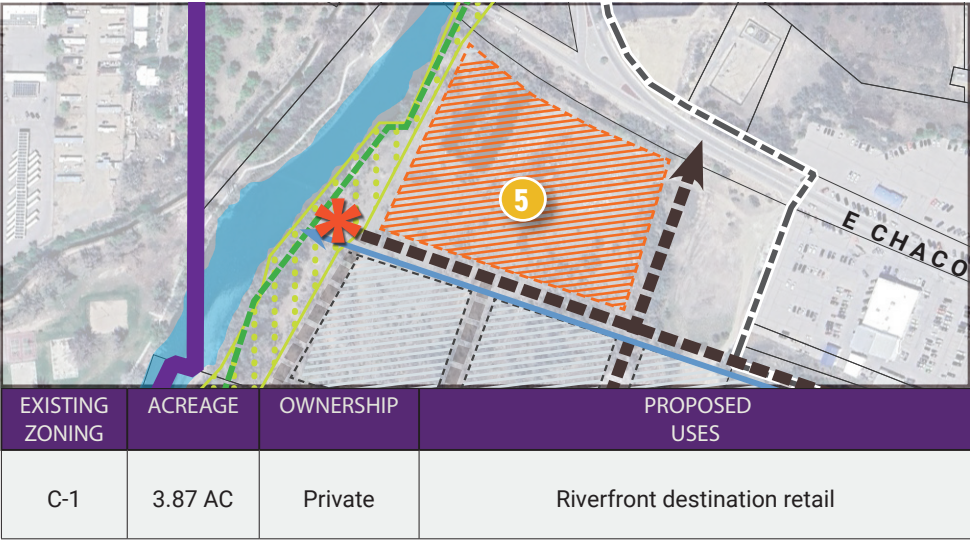 5
E CHACO
EXISTING
ZONING
ACREAGE
OWNERSHIP
PROPOSED
USES
C-1
3.87 AC
Private
Riverfront destination retail